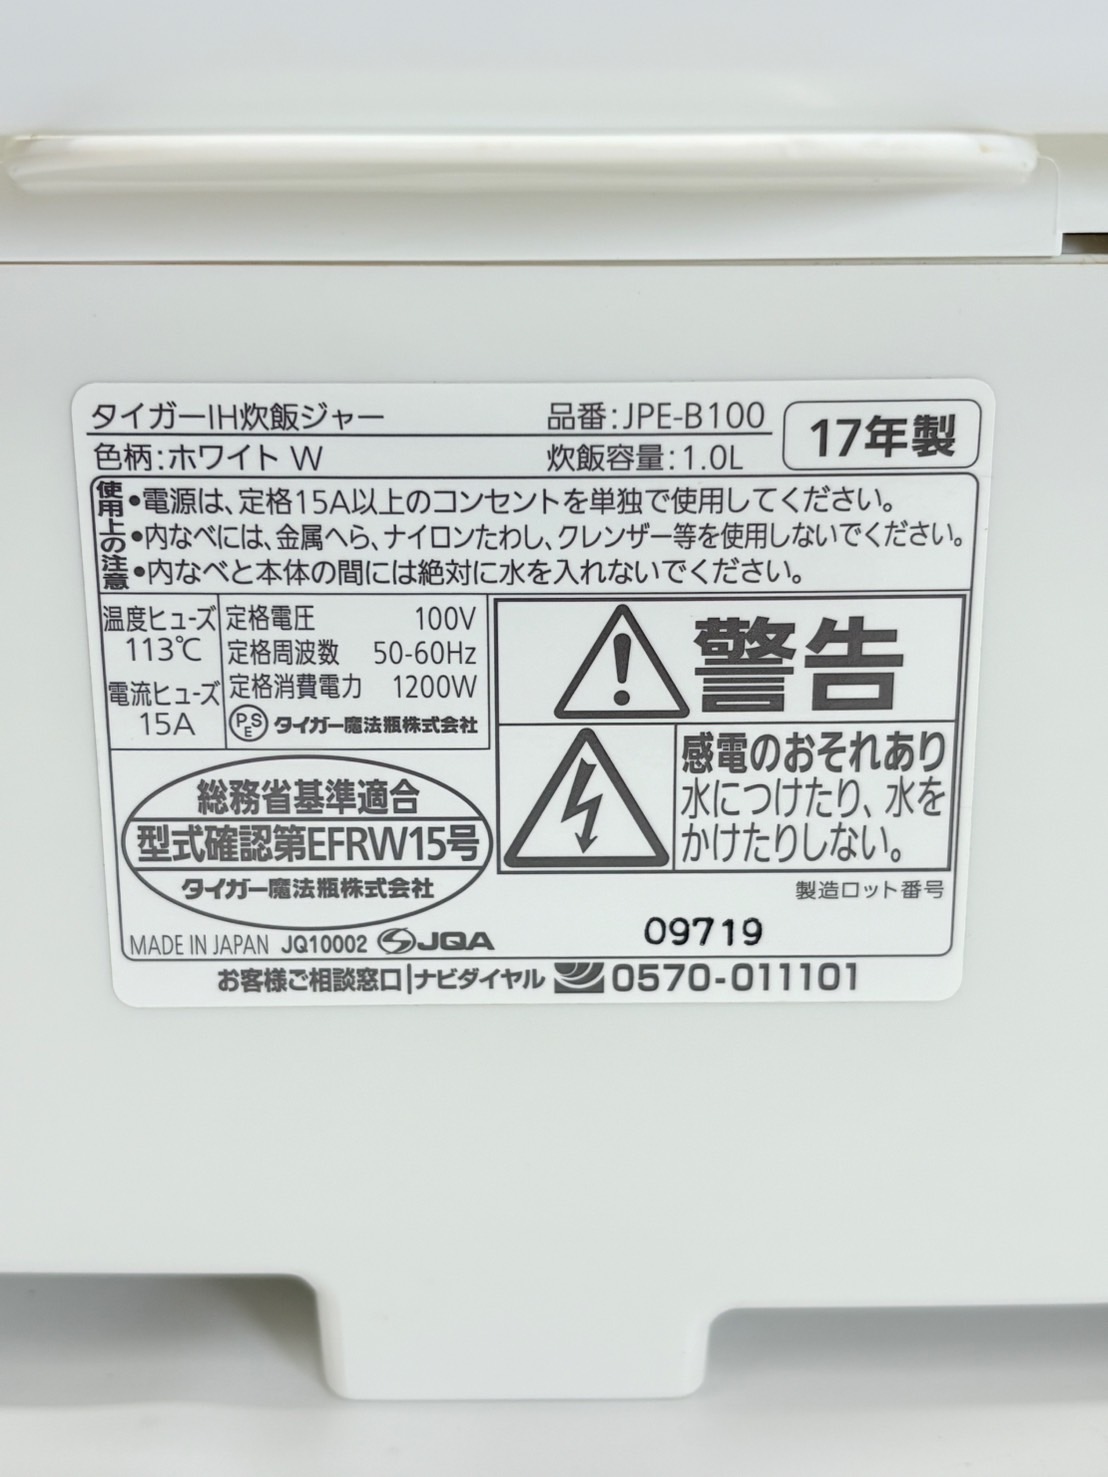 タイガーIH炊飯ジャー 品番:JPE-B100
17年製
色柄:ホワイト W 炊飯容量:1.0L
使用上の注意
•電源は、定格15A以上のコンセントを単独で使用してください。
•内なべには、金属へら、ナイロンたわし、クレンザー等を使用しないでください。
•内なべと本体の間には絶対に水を入れないでください。
温度ヒューズ
113℃
電流ヒューズ
15A
定格電圧 100V
定格周波数 50-60Hz
定格消費電力 1200W
PSE タイガー魔法瓶株式会社
警告
感電のおそれあり
水につけたり、水を
かけたりしない。
総務省基準適合
型式確認第EFRW15号
タイガー魔法瓶株式会社
製造ロット番号
09719
MADE IN JAPAN JQ10002 JQA
お客様ご相談窓口|ナビダイヤル 0570-011101